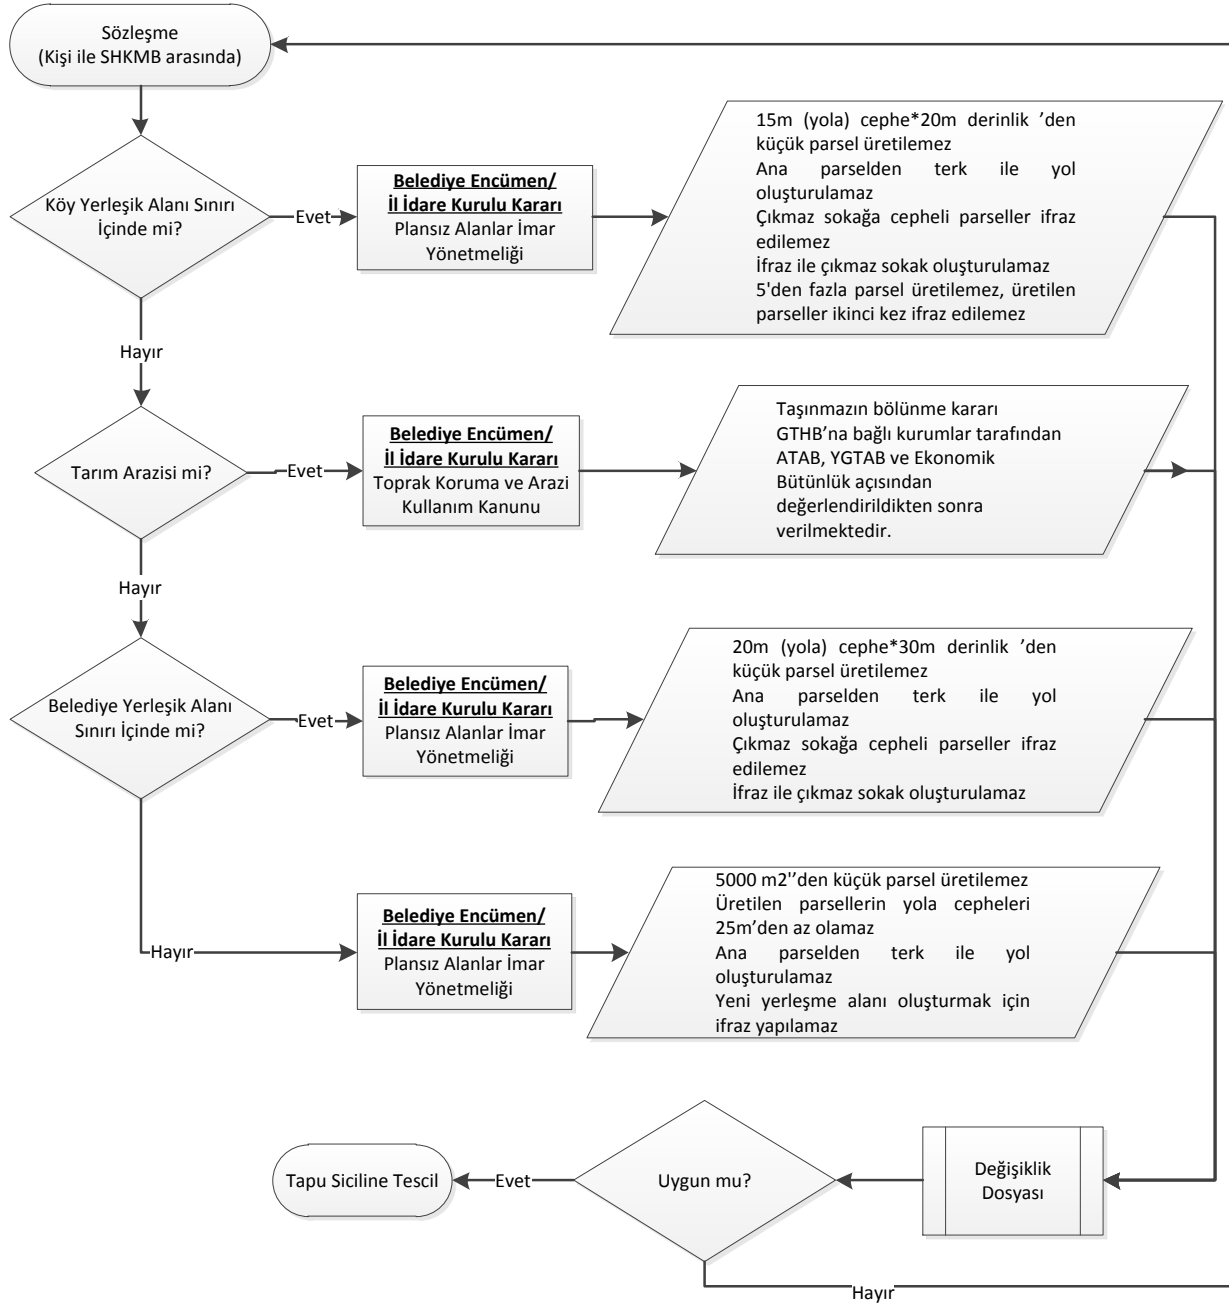 Sözleşme
(Kişi ile SHKMB arasında)
Köy Yerleşik Alanı Sınırı
İçinde mi?
Evet
Belediye Encümen/
İl İdare Kurulu Kararı
Plansız Alanlar İmar
Yönetmeliği
15m (yola) cephe*20m derinlik ’den
küçük parsel üretilemez
Ana parselden terk ile yol
oluşturulamaz
Çıkmaz sokağa cepheli parseller ifraz
edilemez
İfraz ile çıkmaz sokak oluşturulamaz
5'den fazla parsel üretilemez, üretilen
parseller ikinci kez ifraz edilemez
Hayır
Tarım Arazisi mi?
Evet
Belediye Encümen/
İl İdare Kurulu Kararı
Toprak Koruma ve Arazi
Kullanım Kanunu
Taşınmazın bölünme kararı
GTHB’na bağlı kurumlar tarafından
ATAB, YGTAB ve Ekonomik
Bütünlük açısından
değerlendirildikten sonra
verilmektedir.
Hayır
Belediye Yerleşik Alanı
Sınırı İçinde mi?
Evet
Belediye Encümen/
İl İdare Kurulu Kararı
Plansız Alanlar İmar
Yönetmeliği
20m (yola) cephe*30m derinlik ’den
küçük parsel üretilemez
Ana parselden terk ile yol
oluşturulamaz
Çıkmaz sokağa cepheli parseller ifraz
edilemez
İfraz ile çıkmaz sokak oluşturulamaz
Hayır
Belediye Encümen/
İl İdare Kurulu Kararı
Plansız Alanlar İmar
Yönetmeliği
5000 m2''den küçük parsel üretilemez
Üretilen parsellerin yola cepheleri
25m’den az olamaz
Ana parselden terk ile yol
oluşturulamaz
Yeni yerleşme alanı oluşturmak için
ifraz yapılamaz
Tapu Siciline Tescil
Evet
Uygun mu?
Değişiklik
Dosyası
Hayır